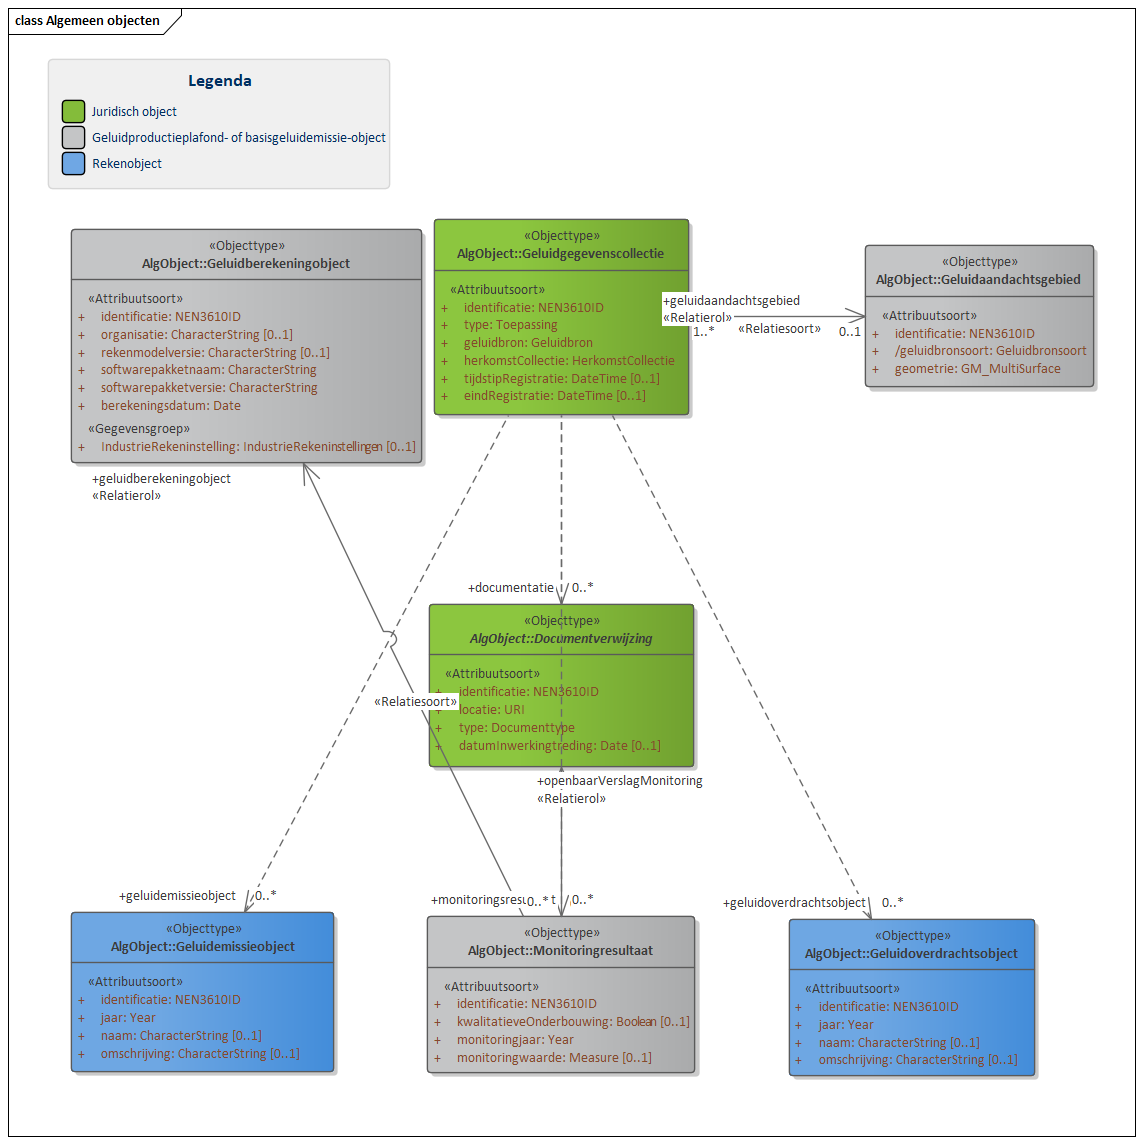 class Algemeen objecten
Legenda
Juridisch object
Geluidproductieplafond- of basisgeluidemissie-object
Rekenobject
«Objecttype»
AlgObject::Geluidberekeningobject
«Attribuutsoort»
+ identificatie: NEN3610ID
+ organisatie: CharacterString [0..1]
+ rekenmodelversie: CharacterString [0..1]
+ softwarepakketnaam: CharacterString
+ softwarepakketversie: CharacterString
+ berekeningsdatum: Date
«Gegevensgroep»
+ IndustrieRekeninstelling: IndustrieRekeninstellingen [0..1]
+geluidberekeningobject
«Relatierol»
«Objecttype»
AlgObject::Geluidgegevenscollectie
«Attribuutsoort»
+ identificatie: NEN3610ID
+ type: Toepassing
+ geluidbron: Geluidbron
+ herkomstCollectie: HerkomstCollectie
+ tijdstipRegistratie: DateTime [0..1]
+ eindRegistratie: DateTime [0..1]
+geluidaandachtsgebied
«Relatierol»
1..*
«Relatiesoort»
0..1
«Objecttype»
AlgObject::Geluidaandachtsgebied
«Attribuutsoort»
+ identificatie: NEN3610ID
+ /geluidbronsoort: Geluidbronsoort
+ geometrie: GM_MultiSurface
+documentatie
0..*
«Objecttype»
AlgObject::Documentverwijzing
«Attribuutsoort»
+ identificatie: NEN3610ID
+ locatie: URI
+ type: Documenttype
+ datumInwerkingtreding: Date [0..1]
«Relatiesoort»
+openbaarVerslagMonitoring
«Relatierol»
+geluidemissieobject
0..*
«Objecttype»
AlgObject::Geluidemissieobject
«Attribuutsoort»
+ identificatie: NEN3610ID
+ jaar: Year
+ naam: CharacterString [0..1]
+ omschrijving: CharacterString [0..1]
0..*
0..*
«Objecttype»
AlgObject::Monitoringresultaat
«Attribuutsoort»
+ identificatie: NEN3610ID
+ kwalitatieveOnderbouwing: Boolean [0..1]
+ monitoringjaar: Year
+ monitoringwaarde: Measure [0..1]
+geluidoverdrachtsobject
0..*
«Objecttype»
AlgObject::Geluidoverdrachtsobject
«Attribuutsoort»
+ identificatie: NEN3610ID
+ jaar: Year
+ naam: CharacterString [0..1]
+ omschrijving: CharacterString [0..1]